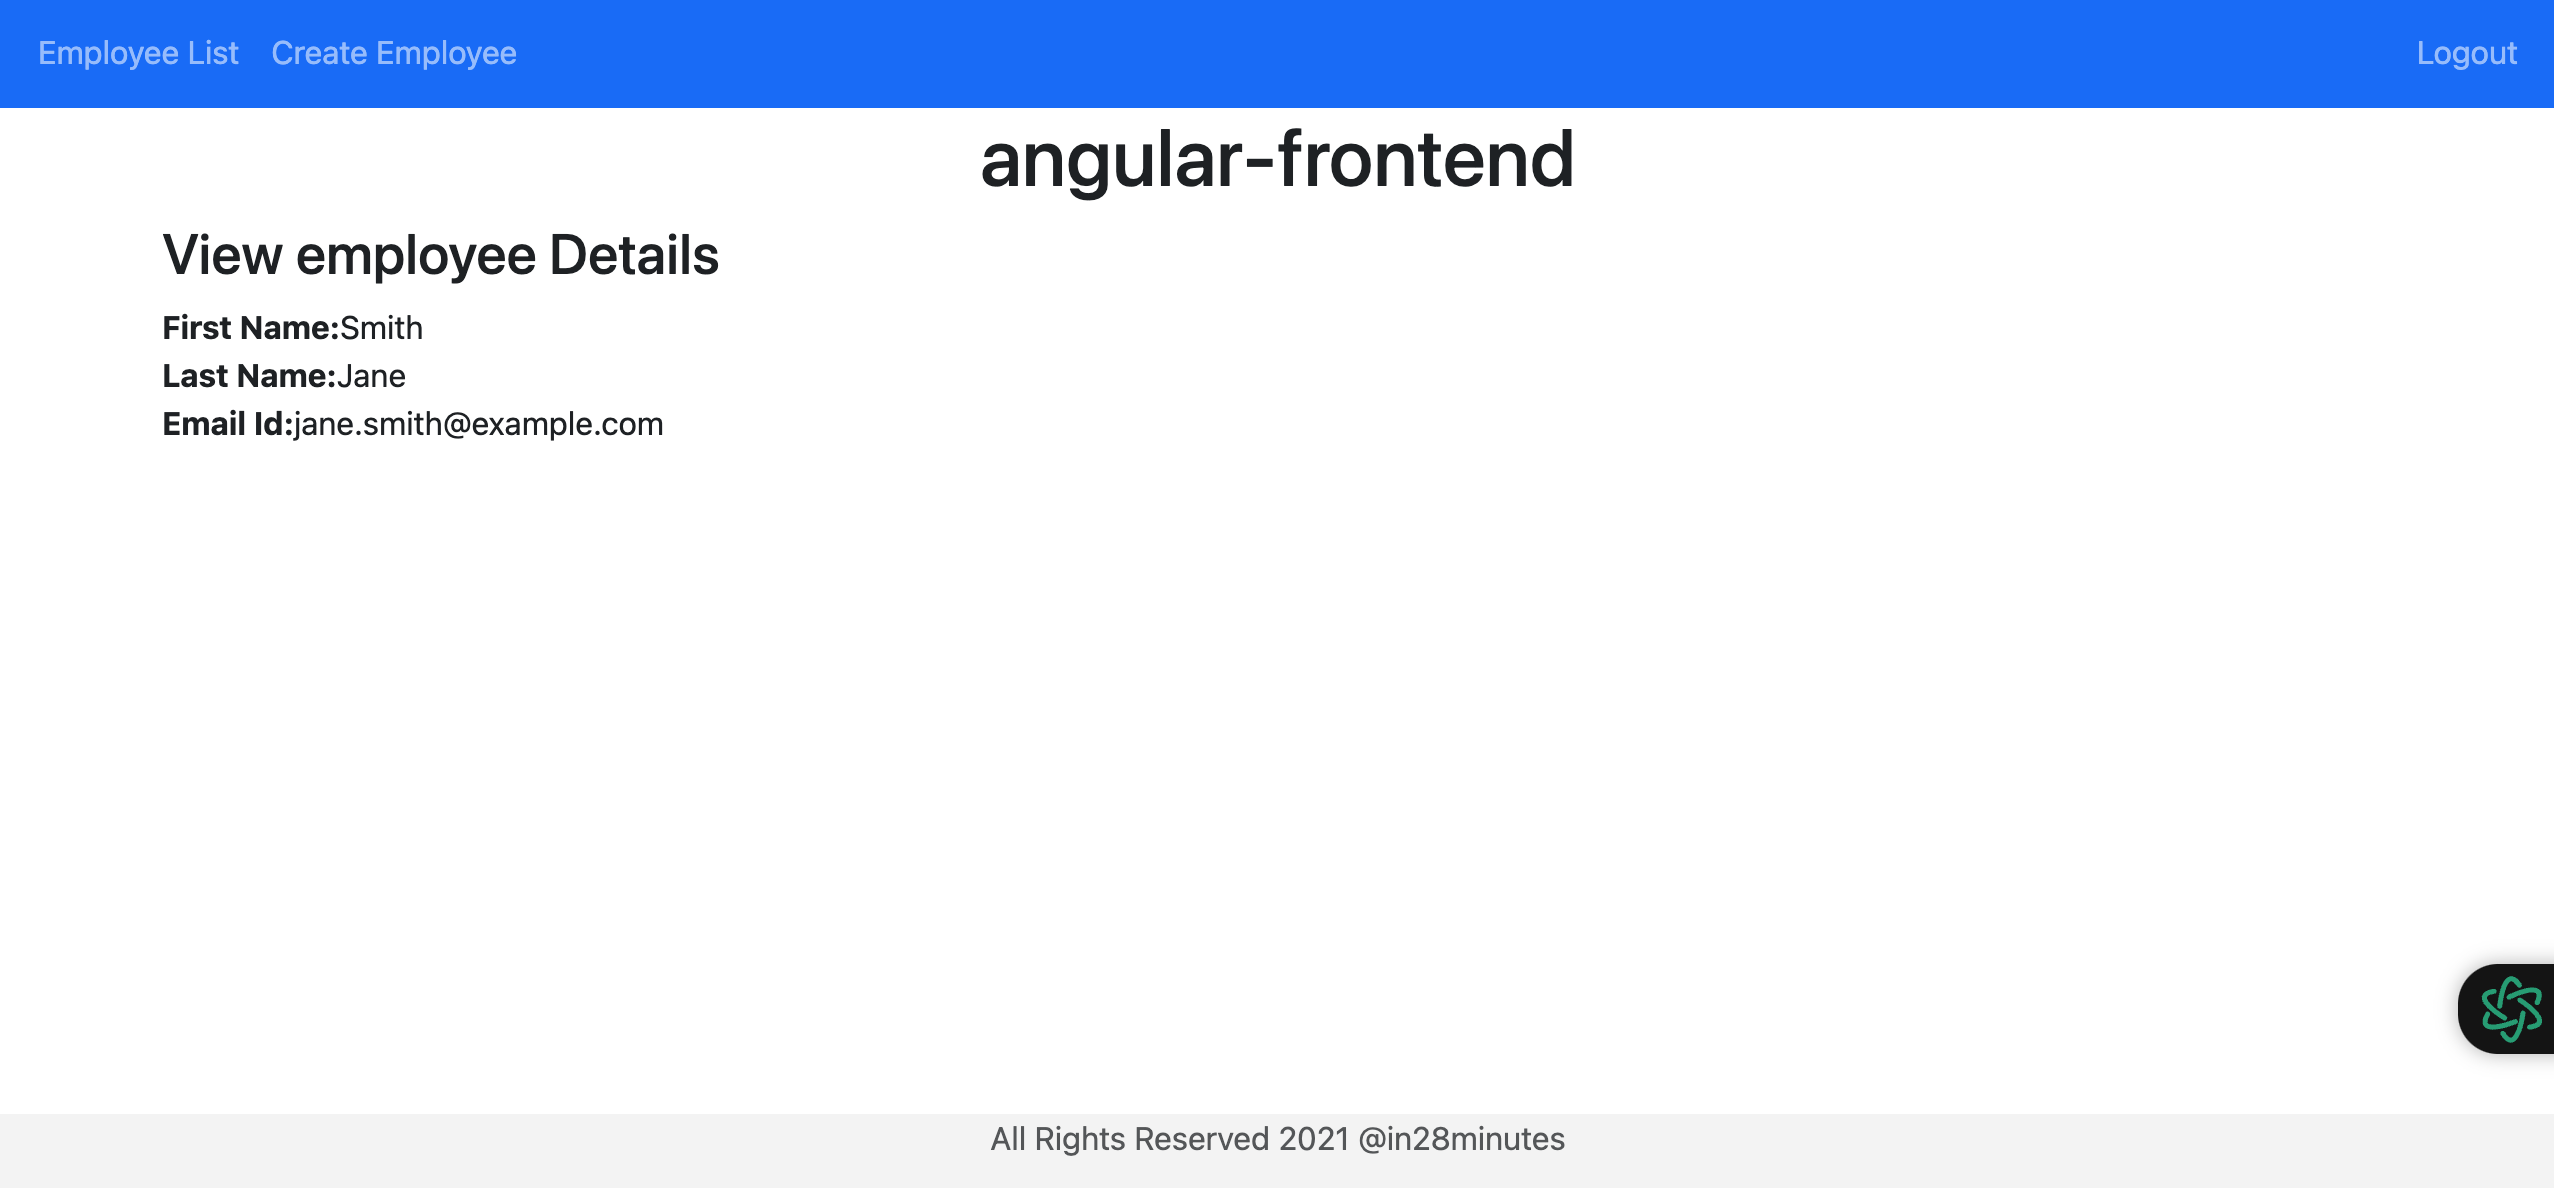 Employee List Create Employee Logout
angular-frontend
View employee Details
First Name:Smith
Last Name:Jane
Email Id:jane.smith@example.com
All Rights Reserved 2021 @in28minutes